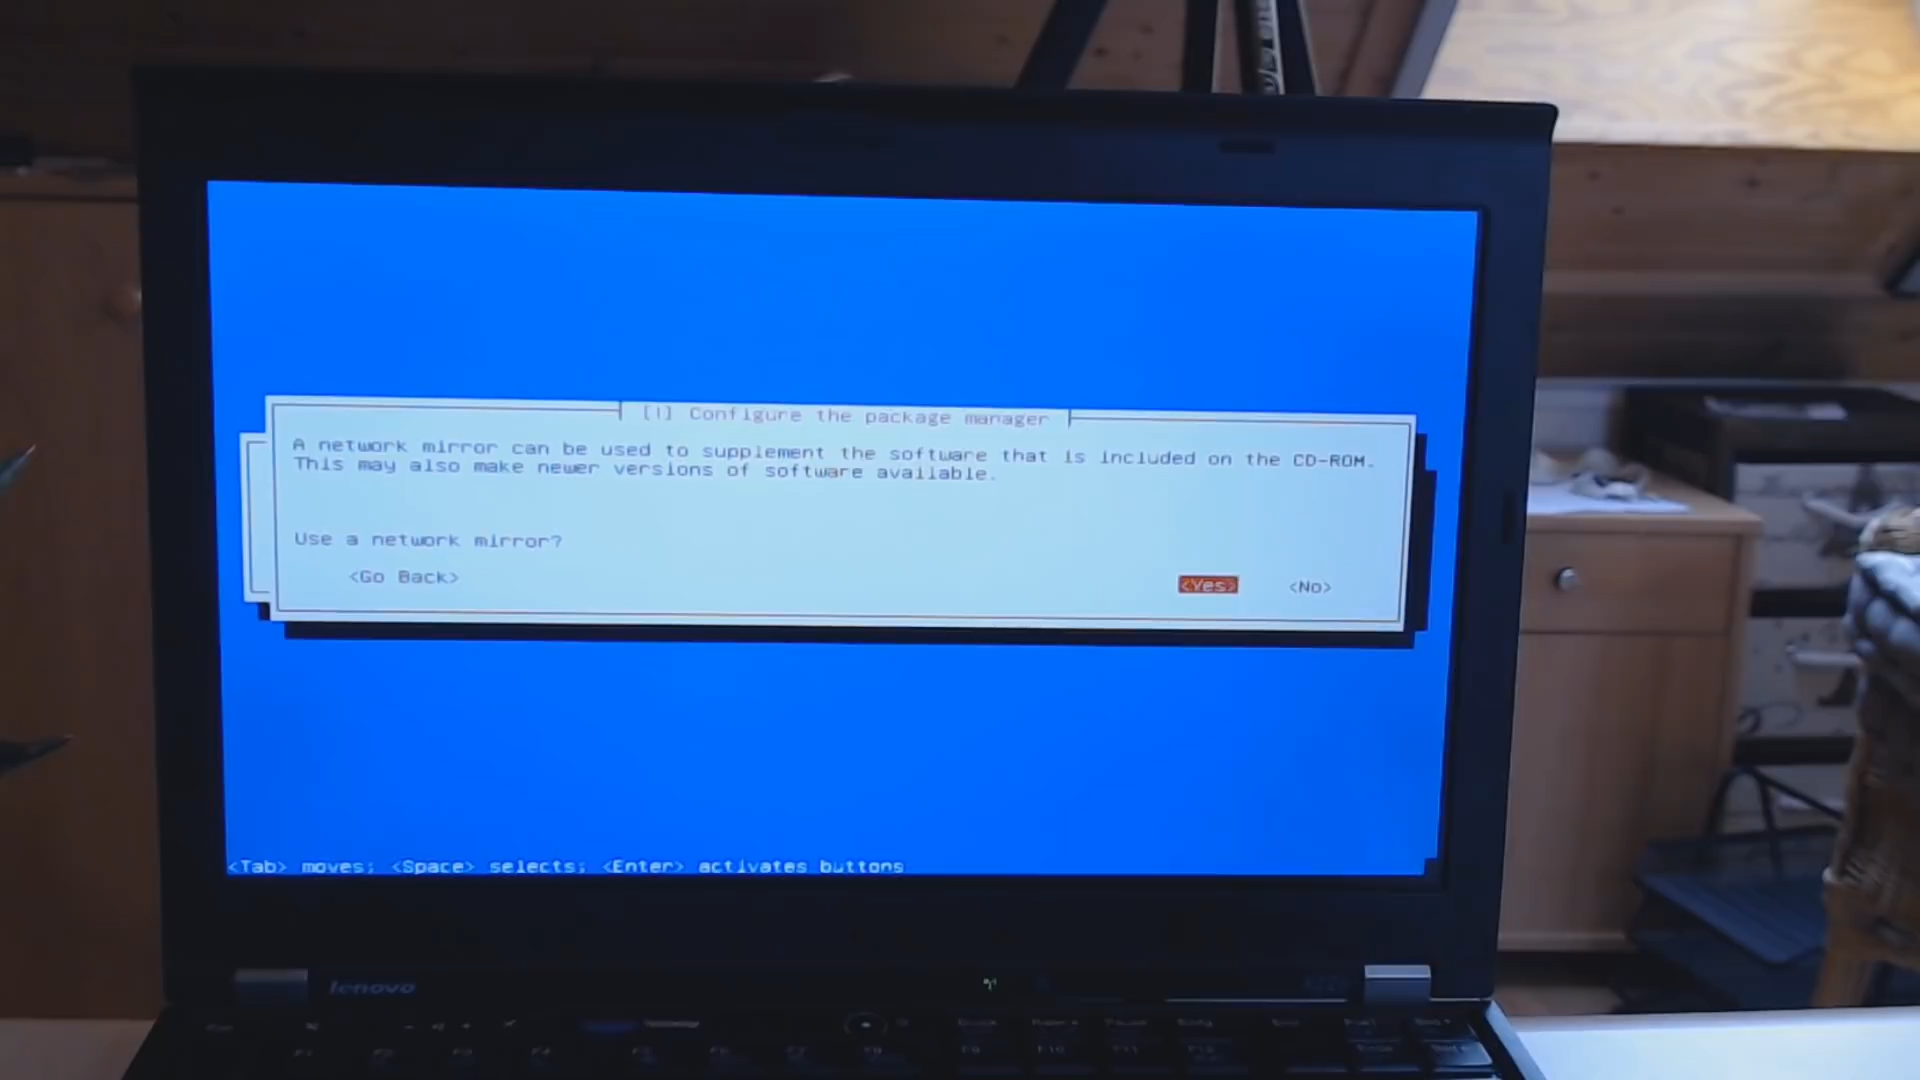 [!] Configure the package manager
A network mirror can be used to supplement the software that is included on the CD-ROM.
This may also make newer versions of software available.
Use a network mirror?
<Go Back> <Yes> <No>
<Tab> moves; <Space> selects; <Enter> activates buttons
lenovo